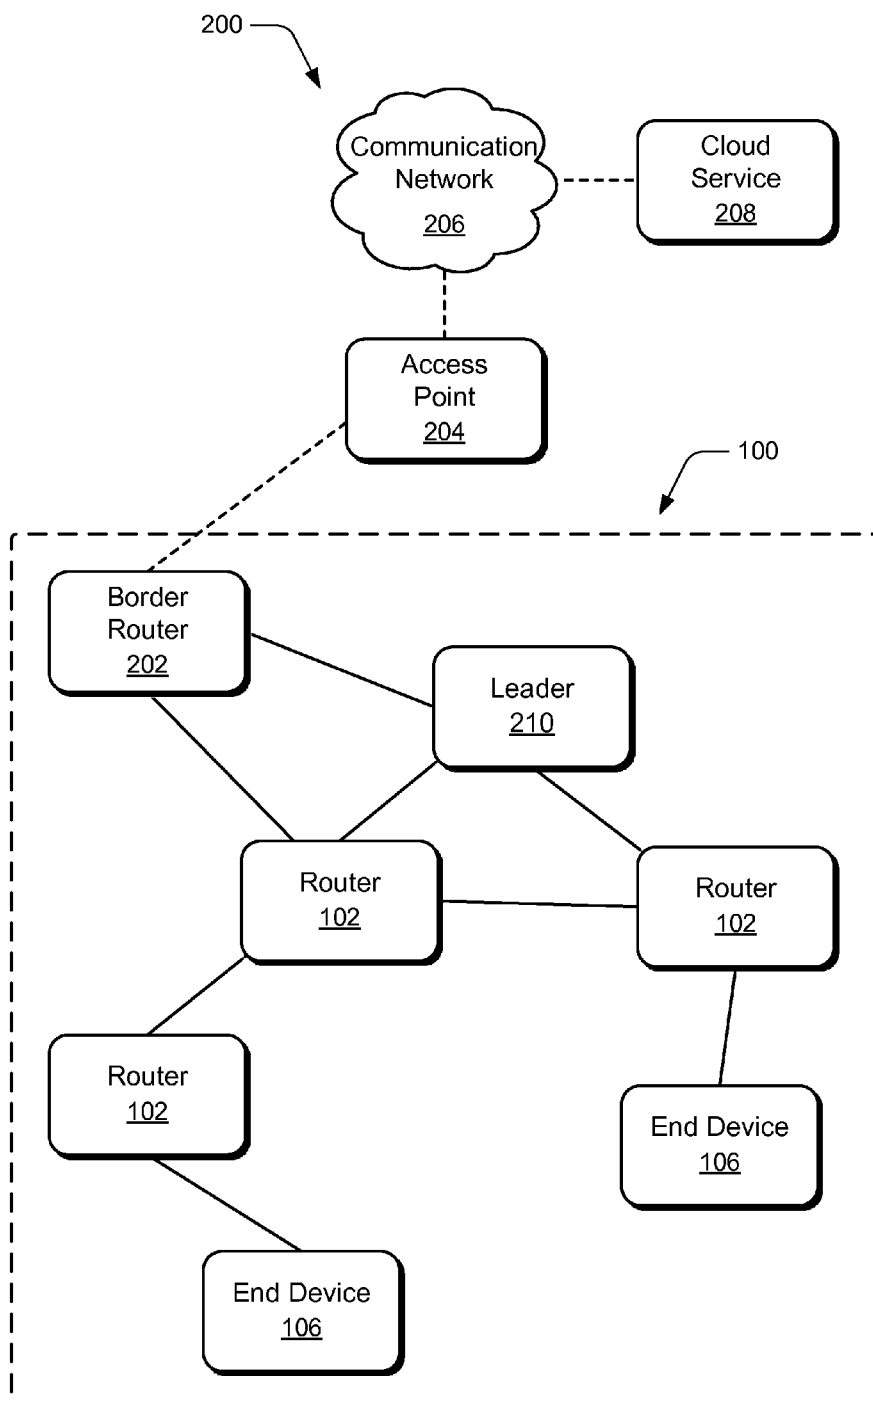 200
Communication
Network
206
Cloud
Service
208
Access
Point
204
100
Border
Router
202
Leader
210
Router
102
Router
102
Router
102
End Device
106
End Device
106